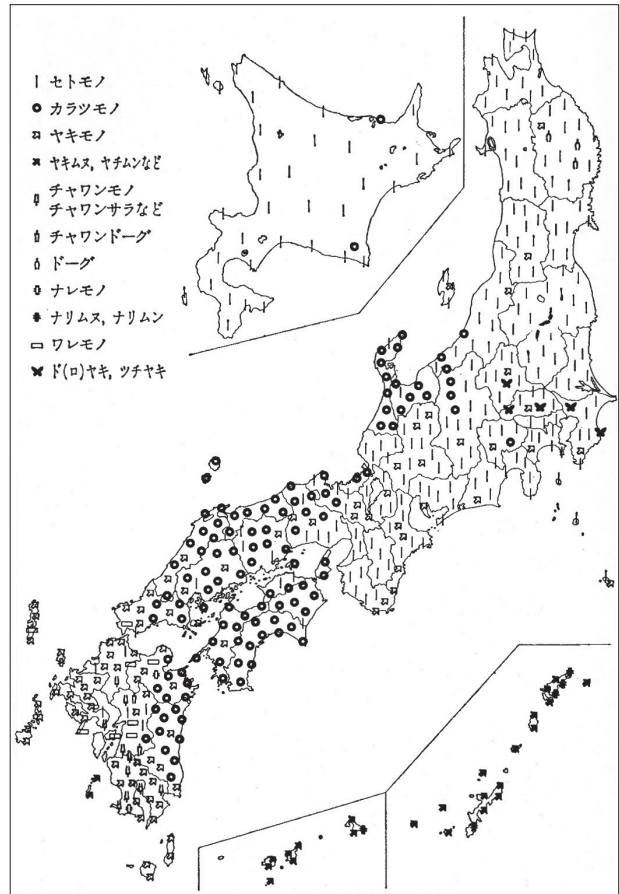 セトモノ
カラツモノ
ヤキモノ
ヤキムヌ, ヤチムンなど
チャワンモノ
チャワンサラなど
チャワンドーグ
ドーグ
ナレモノ
ナリムヌ, ナリムン
ワレモノ
ド(ロ)ヤキ, ツチヤキ